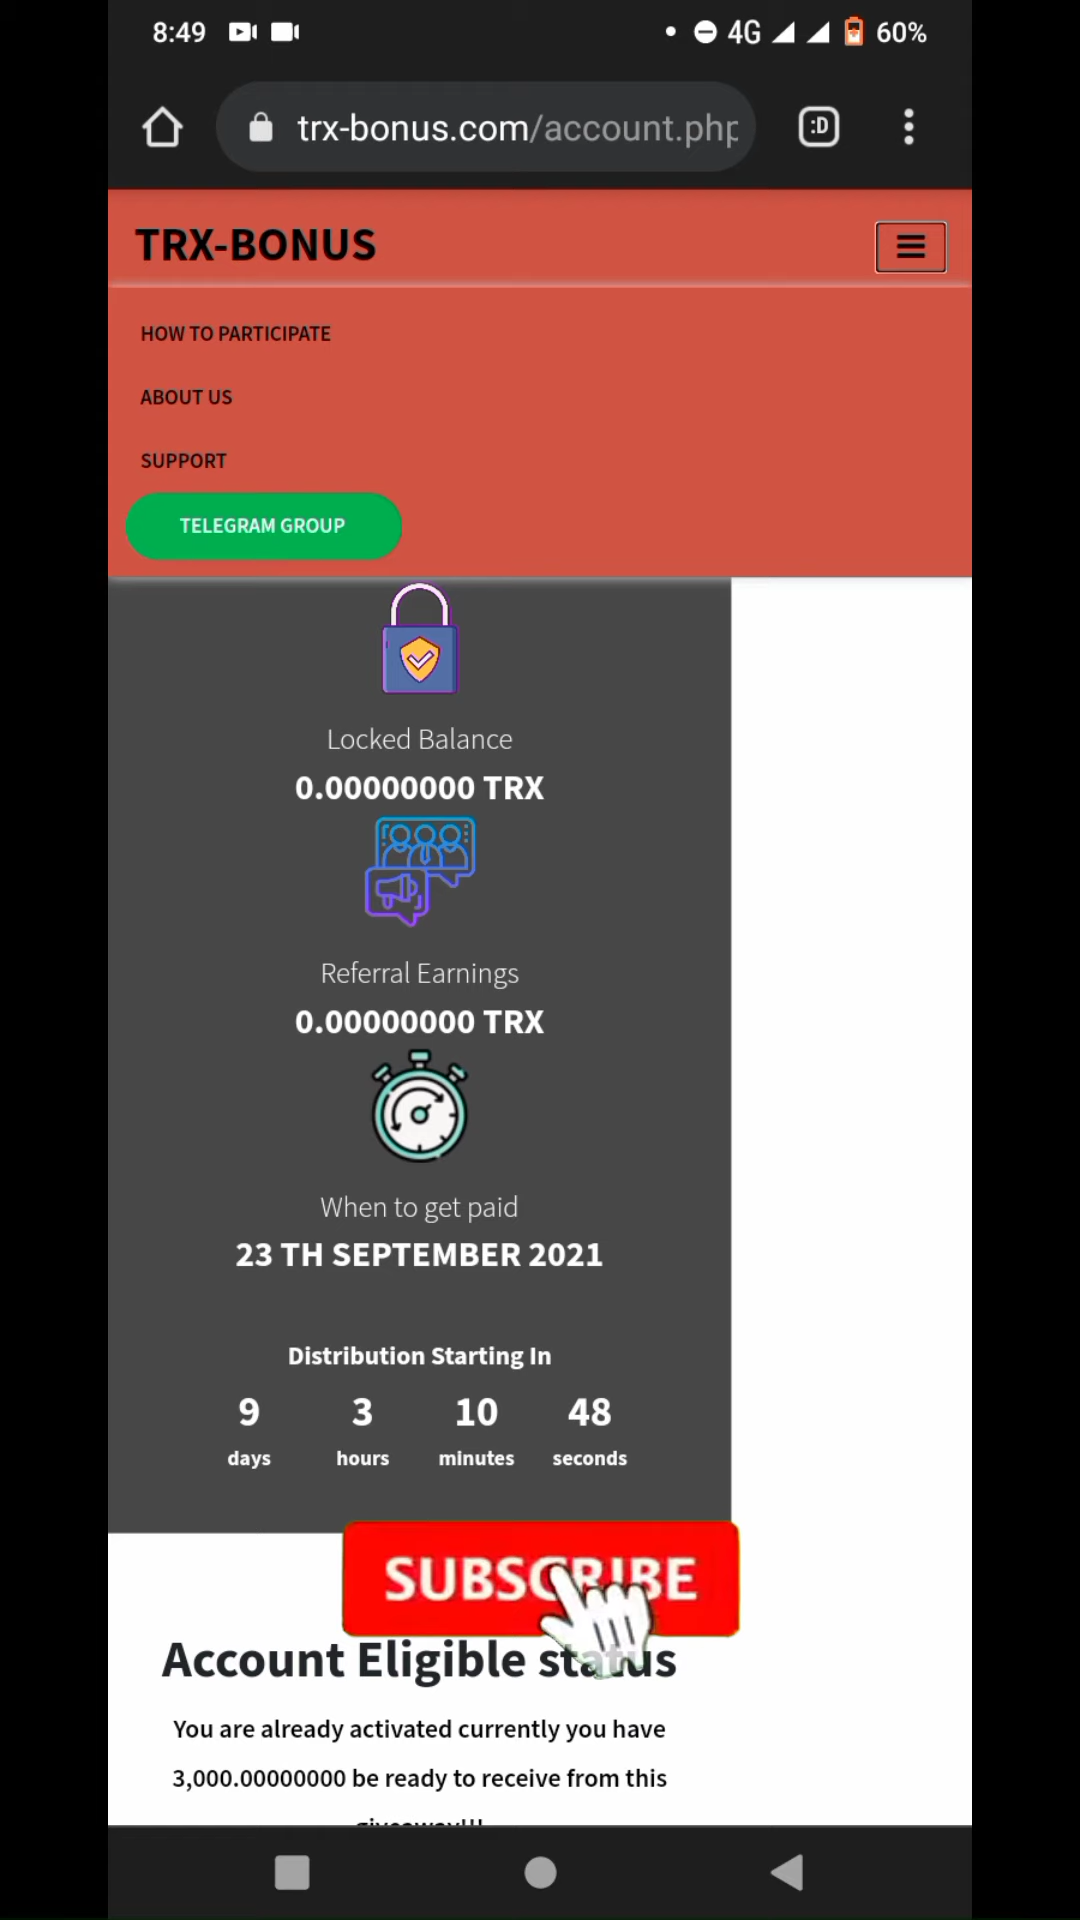 8:49 4G 60%
trx-bonus.com/account.php
:D
TRX-BONUS
HOW TO PARTICIPATE
ABOUT US
SUPPORT
TELEGRAM GROUP
Locked Balance
0.00000000 TRX
Referral Earnings
0.00000000 TRX
When to get paid
23 TH SEPTEMBER 2021
Distribution Starting In
9 3 10 48
days hours minutes seconds
SUBSCRIBE
Account Eligible status
You are already activated currently you have
3,000.00000000 be ready to receive from this
giveaway!!!